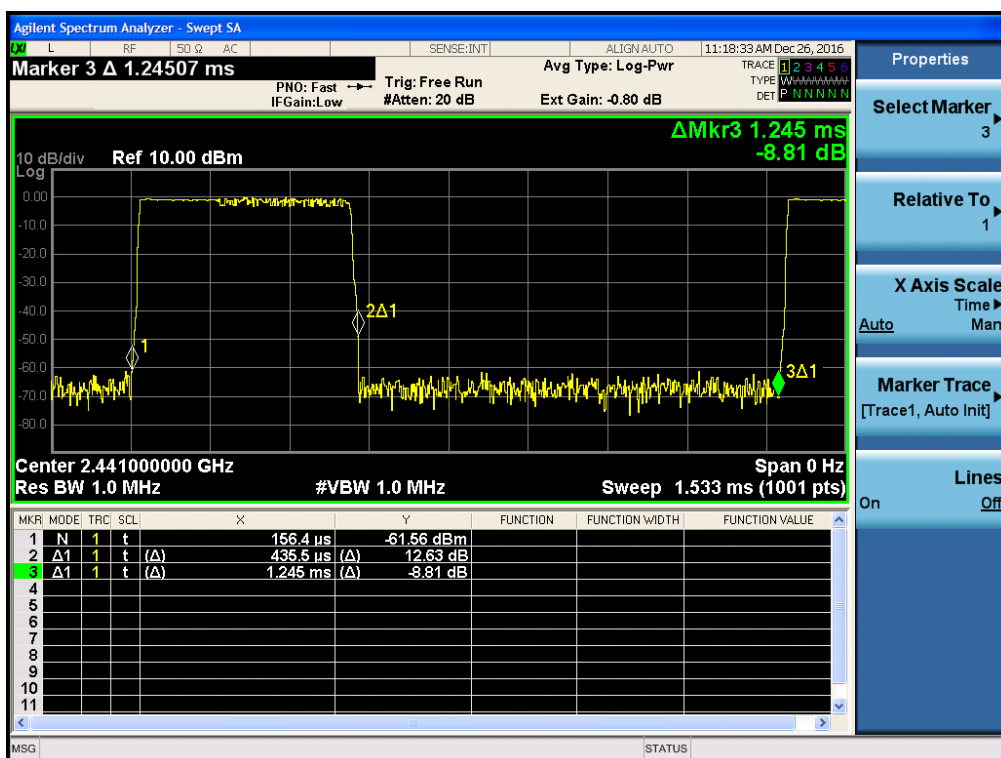 Agilent Spectrum Analyzer - Swept SA
LXI L RF 50 Ω AC SENSE:INT ALIGN AUTO 11:18:33 AM Dec 26, 2016
Marker 3 Δ 1.24507 ms
PNO: Fast Trig: Free Run Avg Type: Log-Pwr TRACE 1 2 3 4 5 6
IFGain:Low #Atten: 20 dB Ext Gain: -0.80 dB TYPE
DET P N N N N N
ΔMkr3 1.245 ms
10 dB/div Ref 10.00 dBm -8.81 dB
Log
0.00
-10.0
-20.0
-30.0
-40.0
2Δ1
-50.0
1
-60.0
3Δ1
-70.0
-80.0
Center 2.441000000 GHz Span 0 Hz
Res BW 1.0 MHz #VBW 1.0 MHz Sweep 1.533 ms (1001 pts)
MKR MODE TRC SCL X Y FUNCTION FUNCTION WIDTH FUNCTION VALUE
1 N 1 t 156.4 µs -61.56 dBm
2 Δ1 1 t (Δ) 435.5 µs (Δ) 12.63 dB
3 Δ1 1 t (Δ) 1.245 ms (Δ) -8.81 dB
4
5
6
7
8
9
10
11
MSG STATUS
Properties
Select Marker
3
Relative To
1
X Axis Scale
Time
Auto Man
Marker Trace
[Trace1, Auto Init]
Lines
On Off